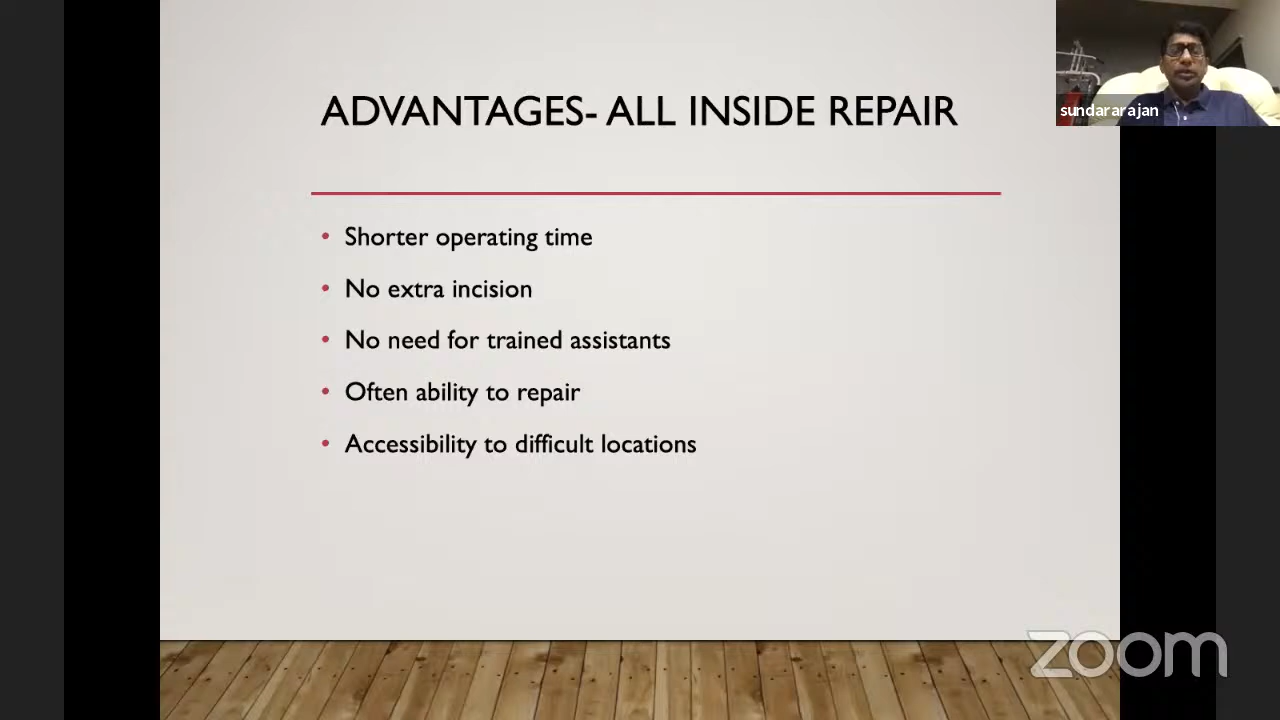 ADVANTAGES- ALL INSIDE REPAIR
sundararajan
• Shorter operating time
• No extra incision
• No need for trained assistants
• Often ability to repair
• Accessibility to difficult locations
zoom